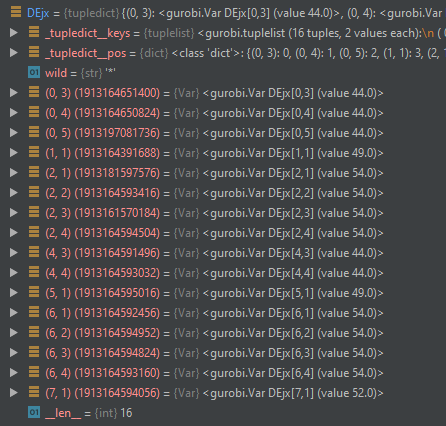 DEjx = {tupledict} {(0, 3): <gurobi.Var DEjx[0,3] (value 44.0)>, (0, 4): <gurobi.Var
_tupledict__keys = {tuplelist} <gurobi.tuplelist (16 tuples, 2 values each):\n ( 
_tupledict__pos = {dict} <class 'dict'>: {(0, 3): 0, (0, 4): 1, (0, 5): 2, (1, 1): 3, (2, 1
01 wild = {str} '*'
(0, 3) (1913164651400) = {Var} <gurobi.Var DEjx[0,3] (value 44.0)>
(0, 4) (1913164650824) = {Var} <gurobi.Var DEjx[0,4] (value 44.0)>
(0, 5) (1913197081736) = {Var} <gurobi.Var DEjx[0,5] (value 44.0)>
(1, 1) (1913164391688) = {Var} <gurobi.Var DEjx[1,1] (value 49.0)>
(2, 1) (1913181597576) = {Var} <gurobi.Var DEjx[2,1] (value 54.0)>
(2, 2) (1913164593416) = {Var} <gurobi.Var DEjx[2,2] (value 54.0)>
(2, 3) (1913161570184) = {Var} <gurobi.Var DEjx[2,3] (value 54.0)>
(2, 4) (1913164594504) = {Var} <gurobi.Var DEjx[2,4] (value 54.0)>
(4, 3) (1913164591496) = {Var} <gurobi.Var DEjx[4,3] (value 44.0)>
(4, 4) (1913164593032) = {Var} <gurobi.Var DEjx[4,4] (value 44.0)>
(5, 1) (1913164595016) = {Var} <gurobi.Var DEjx[5,1] (value 49.0)>
(6, 1) (1913164592456) = {Var} <gurobi.Var DEjx[6,1] (value 54.0)>
(6, 2) (1913164594952) = {Var} <gurobi.Var DEjx[6,2] (value 54.0)>
(6, 3) (1913164594824) = {Var} <gurobi.Var DEjx[6,3] (value 54.0)>
(6, 4) (1913164593160) = {Var} <gurobi.Var DEjx[6,4] (value 54.0)>
(7, 1) (1913164594056) = {Var} <gurobi.Var DEjx[7,1] (value 52.0)>
01 __len__ = {int} 16